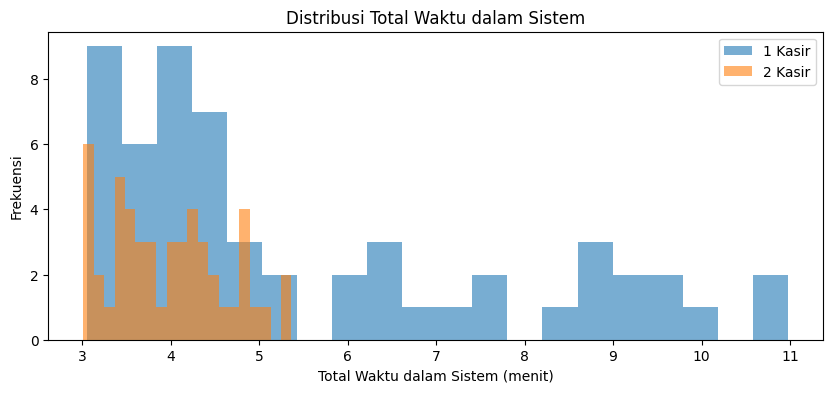 Distribusi Total Waktu dalam Sistem
1 Kasir
2 Kasir
Frekuensi
8
6
4
2
0
3 4 5 6 7 8 9 10 11
Total Waktu dalam Sistem (menit)